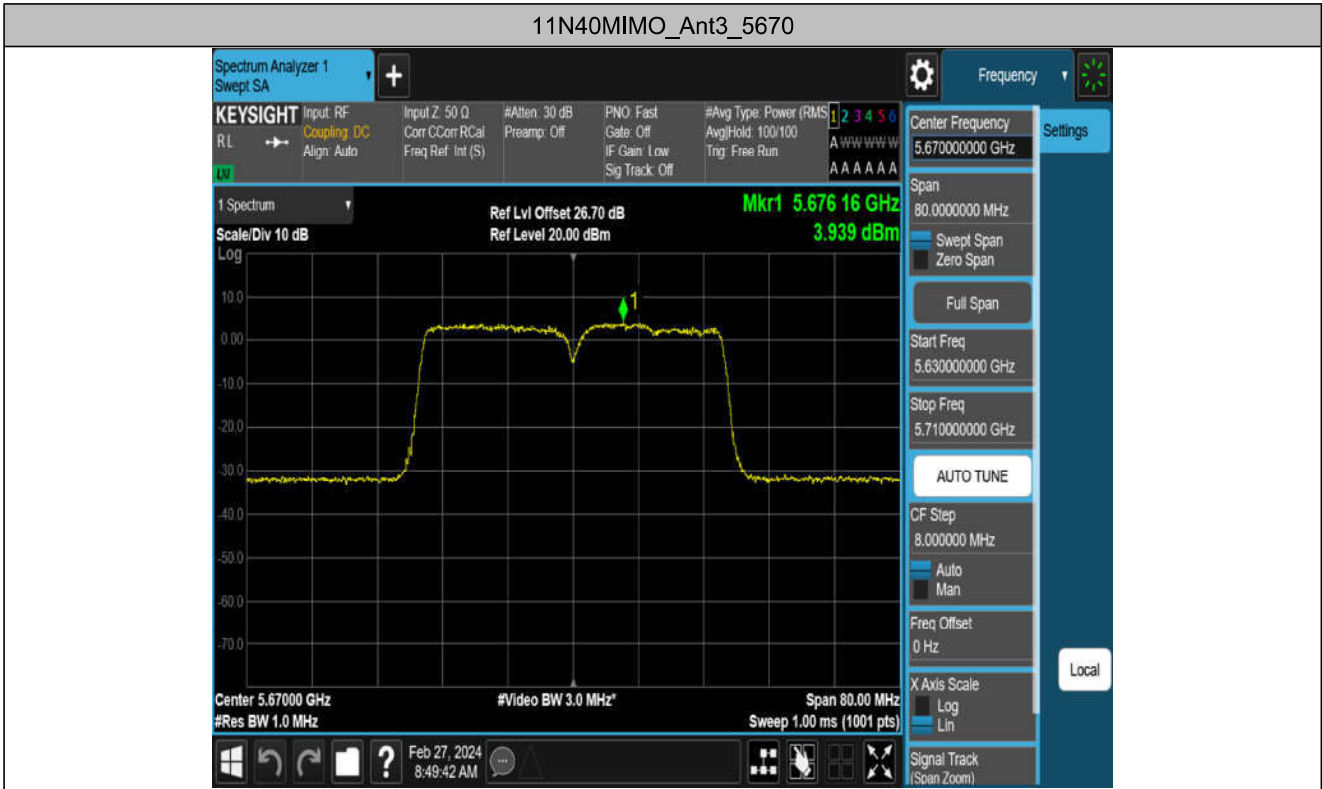 11N40MIMO_Ant3_5670
Spectrum Analyzer 1
Swept SA
+
Frequency
KEYSIGHT
RL
LXI
Input: RF
Coupling: DC
Align: Auto
Input Z: 50 Ω
Corr CCorr RCal
Freq Ref: Int (S)
#Atten: 30 dB
Preamp: Off
PNO: Fast
Gate: Off
IF Gain: Low
Sig Track: Off
#Avg Type: Power (RMS
Avg|Hold: 100/100
Trig: Free Run
1 2 3 4 5 6
A W W W W W
A A A A A A
Center Frequency
5.670000000 GHz
Settings
Span
80.0000000 MHz
Swept Span
Zero Span
Full Span
Start Freq
5.630000000 GHz
Stop Freq
5.710000000 GHz
AUTO TUNE
CF Step
8.000000 MHz
Auto
Man
Freq Offset
0 Hz
X Axis Scale
Log
Lin
Signal Track
(Span Zoom)
Local
1 Spectrum
Scale/Div 10 dB
Log
Ref Lvl Offset 26.70 dB
Ref Level 20.00 dBm
Mkr1 5.676 16 GHz
3.939 dBm
1
10.0
0.00
-10.0
-20.0
-30.0
-40.0
-50.0
-60.0
-70.0
Center 5.67000 GHz
#Res BW 1.0 MHz
#Video BW 3.0 MHz*
Span 80.00 MHz
Sweep 1.00 ms (1001 pts)
?
Feb 27, 2024
8:49:42 AM